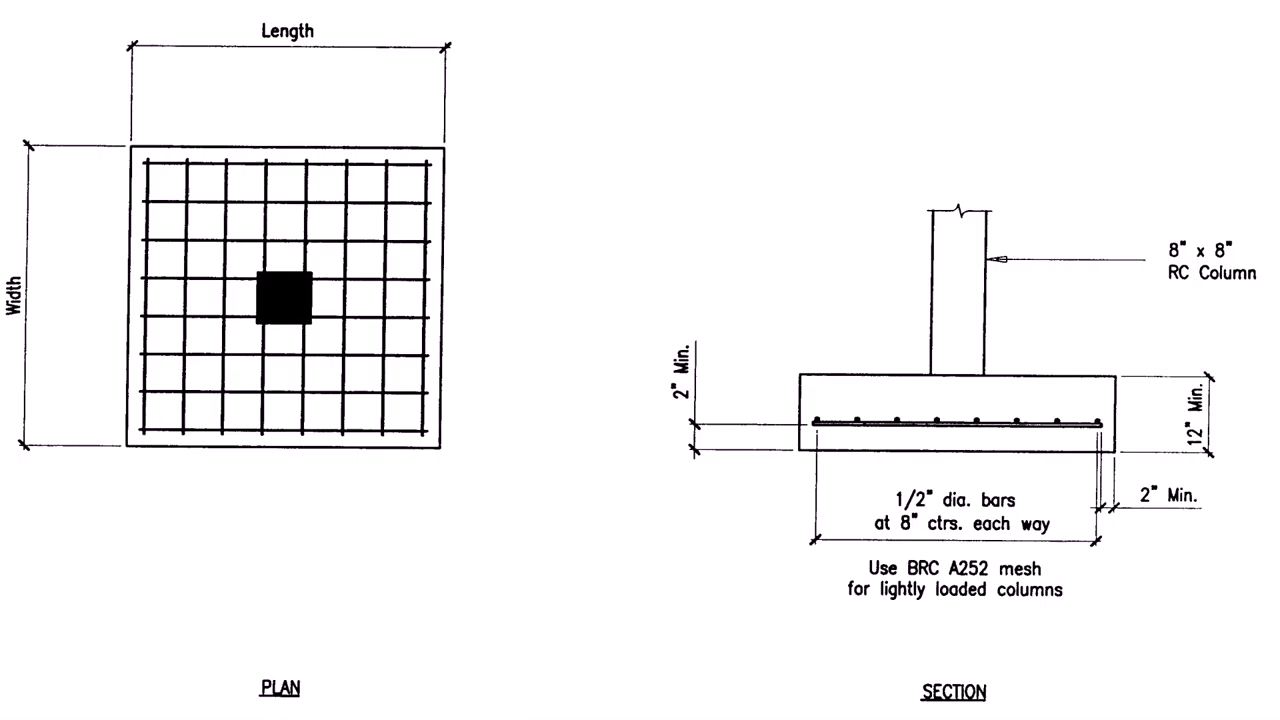 Length
Width
PLAN
8" x 8"
RC Column
2" Min.
12" Min.
2" Min.
1/2" dia. bars
at 8" ctrs. each way
Use BRC A252 mesh
for lightly loaded columns
SECTION